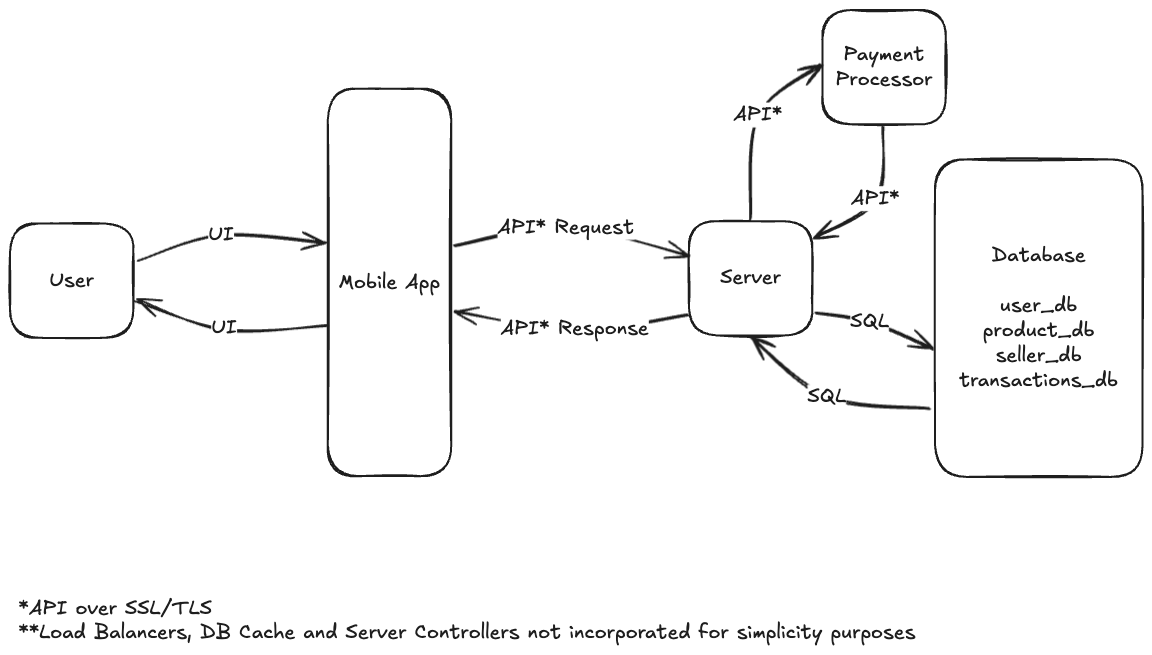 Payment
Processor
API*
API*
UI
API* Request
User
Mobile App
Server
Database
user_db
product_db
seller_db
transactions_db
UI
API* Response
SQL
SQL
*API over SSL/TLS
**Load Balancers, DB Cache and Server Controllers not incorporated for simplicity purposes